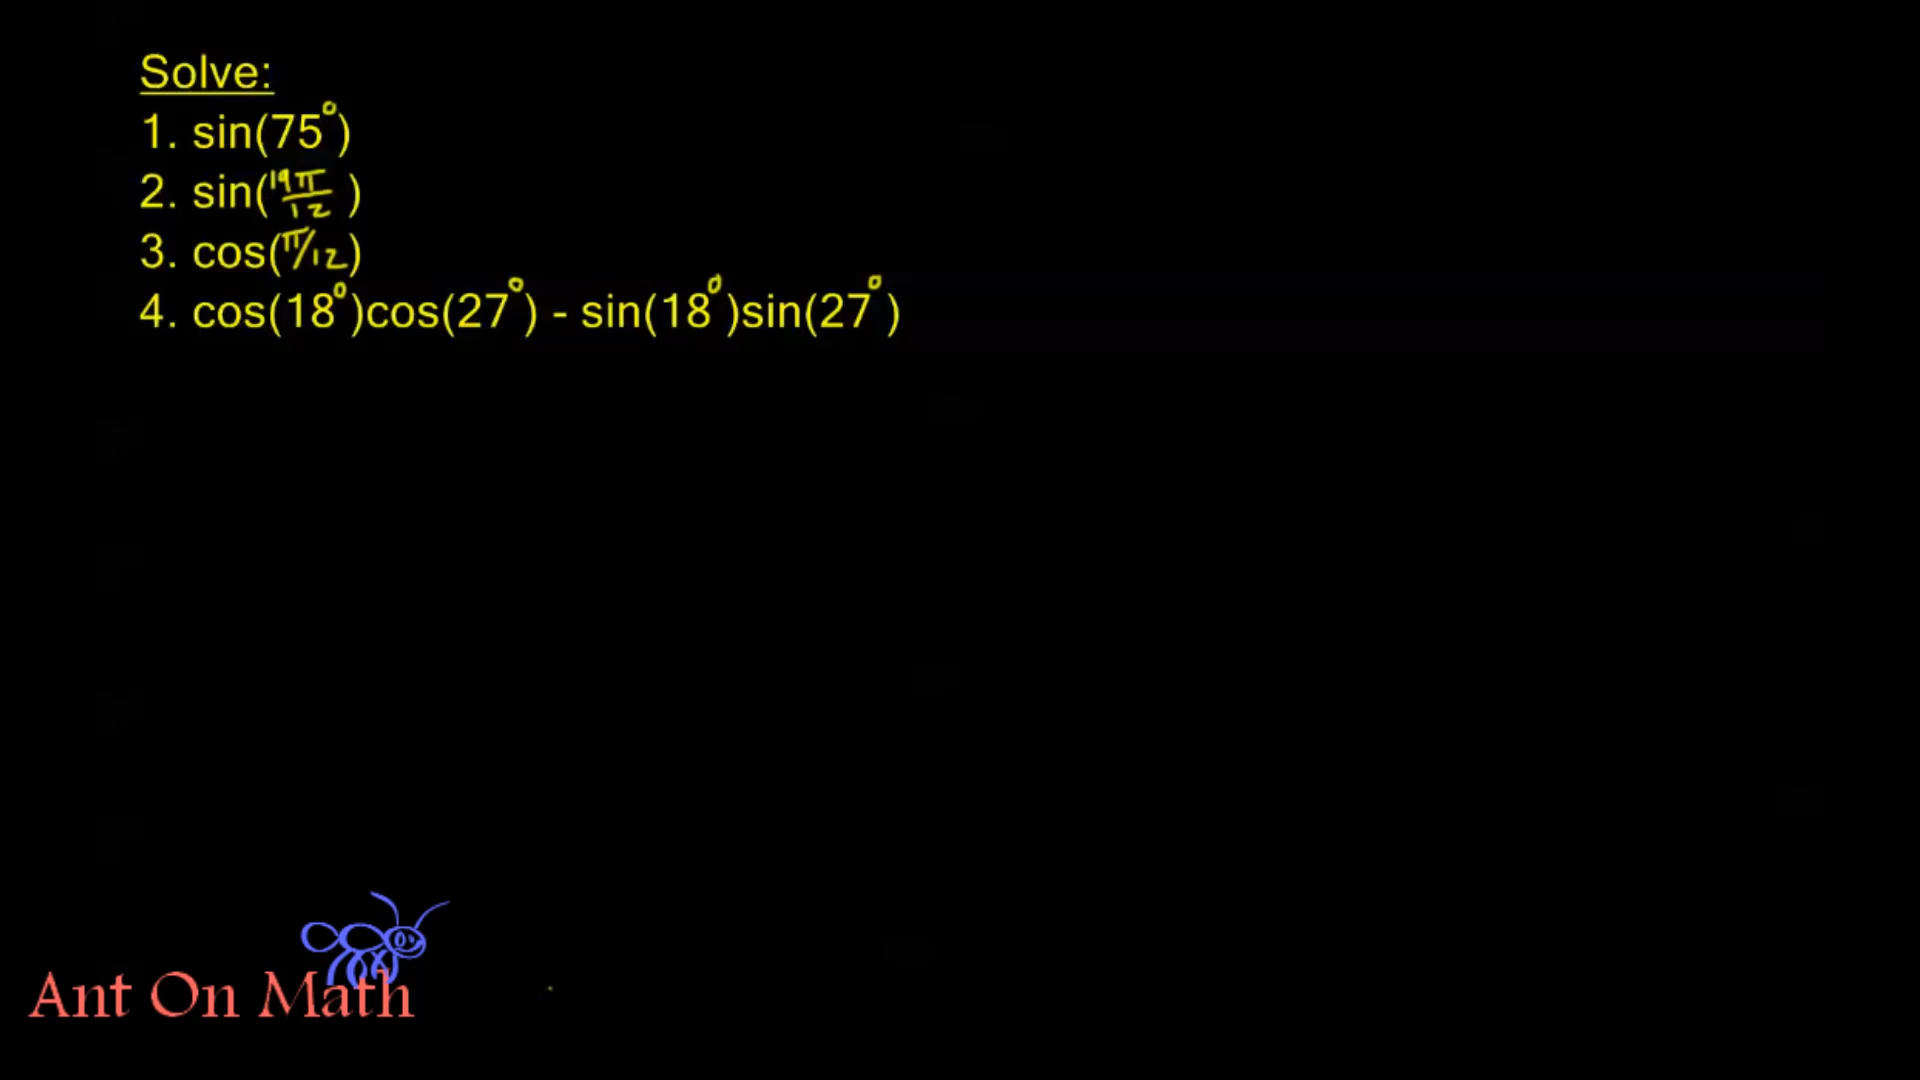 Solve:
1. sin(75°)
2. sin(19π/12)
3. cos(π/12)
4. cos(18°)cos(27°) - sin(18°)sin(27°)
Ant On Math